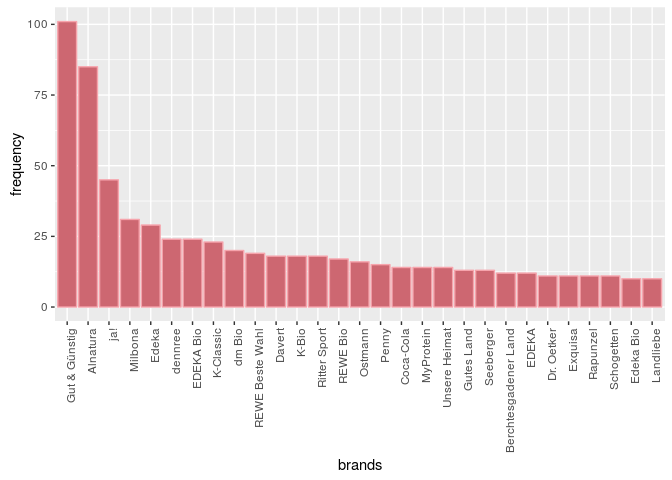 100
75
50
25
0
frequency
Gut & Günstig
Alnatura
ja!
Milbona
Edeka
dennree
EDEKA Bio
K-Classic
dm Bio
REWE Beste Wahl
Davert
K-Bio
Ritter Sport
REWE Bio
Ostmann
Penny
Coca-Cola
MyProtein
Unsere Heimat
Gutes Land
Seeberger
Berchtesgadener Land
EDEKA
Dr. Oetker
Exquisa
Rapunzel
Schogetten
Edeka Bio
Landliebe
brands